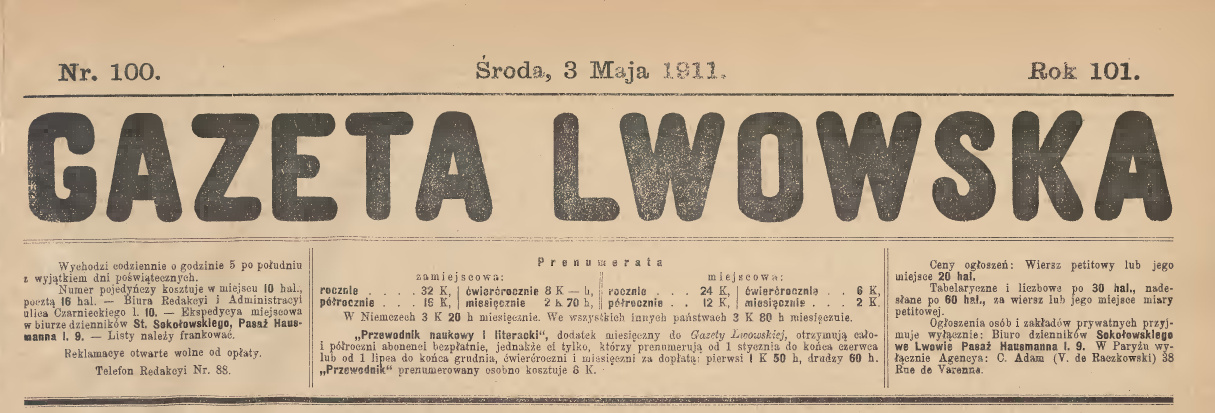 Nr. 100.
Środa, 3 Maja 1911.
Rok 101.
GAZETA LWOWSKA
Wychodzi codziennie o godzinie 5 po południu
z wyjątkiem dni poświątecznych.
Numer pojedyńczy kosztuje w miejscu 10 hal.,
pocztą 16 hal. — Biura Redakcyi i Administracyi
ulica Czarnieckiego l. 10. — Ekspedycya miejscowa
w biurze dzienników St. Sokołowskiego, Pasaż Haus-
manna l. 9. — Listy należy frankować.
Reklamacye otwarte wolne od opłaty.
Telefon Redakcyi Nr. 88.
Prenumerata
zamiejscowa:
rocznie . . . . 32 K, ćwierćrocznie 8 K — h,
półrocznie . . . 16 K, miesięcznie 2 h 70 h,
miejscowa:
rocznie . . . . 24 K, ćwierćrocznie . . . 6 K,
półrocznie . . 12 K, miesięcznie . . . 2 K.
W Niemczech 3 K 20 h miesięcznie. We wszystkich innych państwach 3 K 80 h miesięcznie.
„Przewodnik naukowy i literacki", dodatek miesięczny do Gazety Lwowskiej, otrzymują cało-
i półroczni abonenci bezpłatnie, jednakże ci tylko, którzy prenumerują od 1 stycznia do końca czerwca
lub od 1 lipca do końca grudnia, ćwierćroczni i miesięczni za dopłatą: pierwsi 1 K 50 h, drudzy 60 h.
„Przewodnik" prenumerowany osobno kosztuje 8 K.
Ceny ogłoszeń: Wiersz petitowy lub jego
miejsce 20 hal.
Tabelaryczne i liczbowe po 30 hal., nade-
słane po 60 hal., za wiersz lub jego miejsce miary
petitowej.
Ogłoszenia osób i zakładów prywatnych przyj-
muje wyłącznie: Biuro dzienników Sokołowskiego
we Lwowie Pasaż Hausmanna l. 9. W Paryżu wy-
łącznie Agencya: C. Adam (V. de Raczkowski) 38
Rue de Varenna.